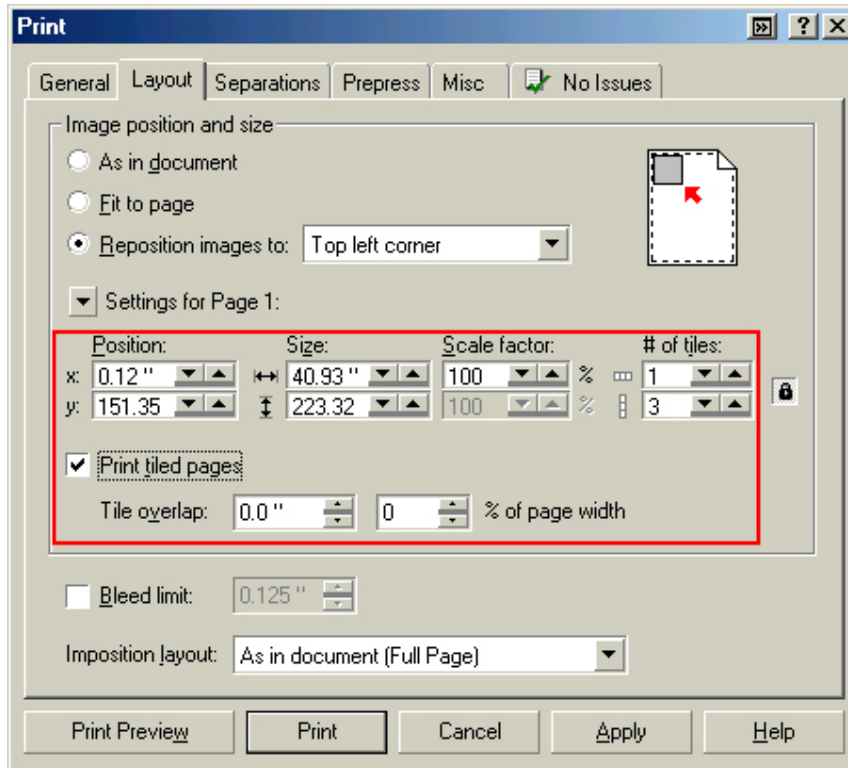 Print
General Layout Separations Prepress Misc No Issues
Image position and size
As in document
Fit to page
Reposition images to: Top left corner
Settings for Page 1:
Position: Size: Scale factor: # of tiles:
x: 0.12 " 40.93 " 100 % 1
y: 151.35 223.32 100 % 3
Print tiled pages
Tile overlap: 0.0 " 0 % of page width
Bleed limit: 0.125 "
Imposition layout: As in document (Full Page)
Print Preview Print Cancel Apply Help